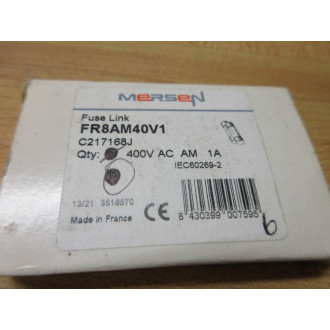 MERSEN
Fuse Link
FR8AM40V1
C217168J
Qty: 400V AC AM 1A
IEC60269-2
13/21 3518570
Made in France
8 430399 007595
6